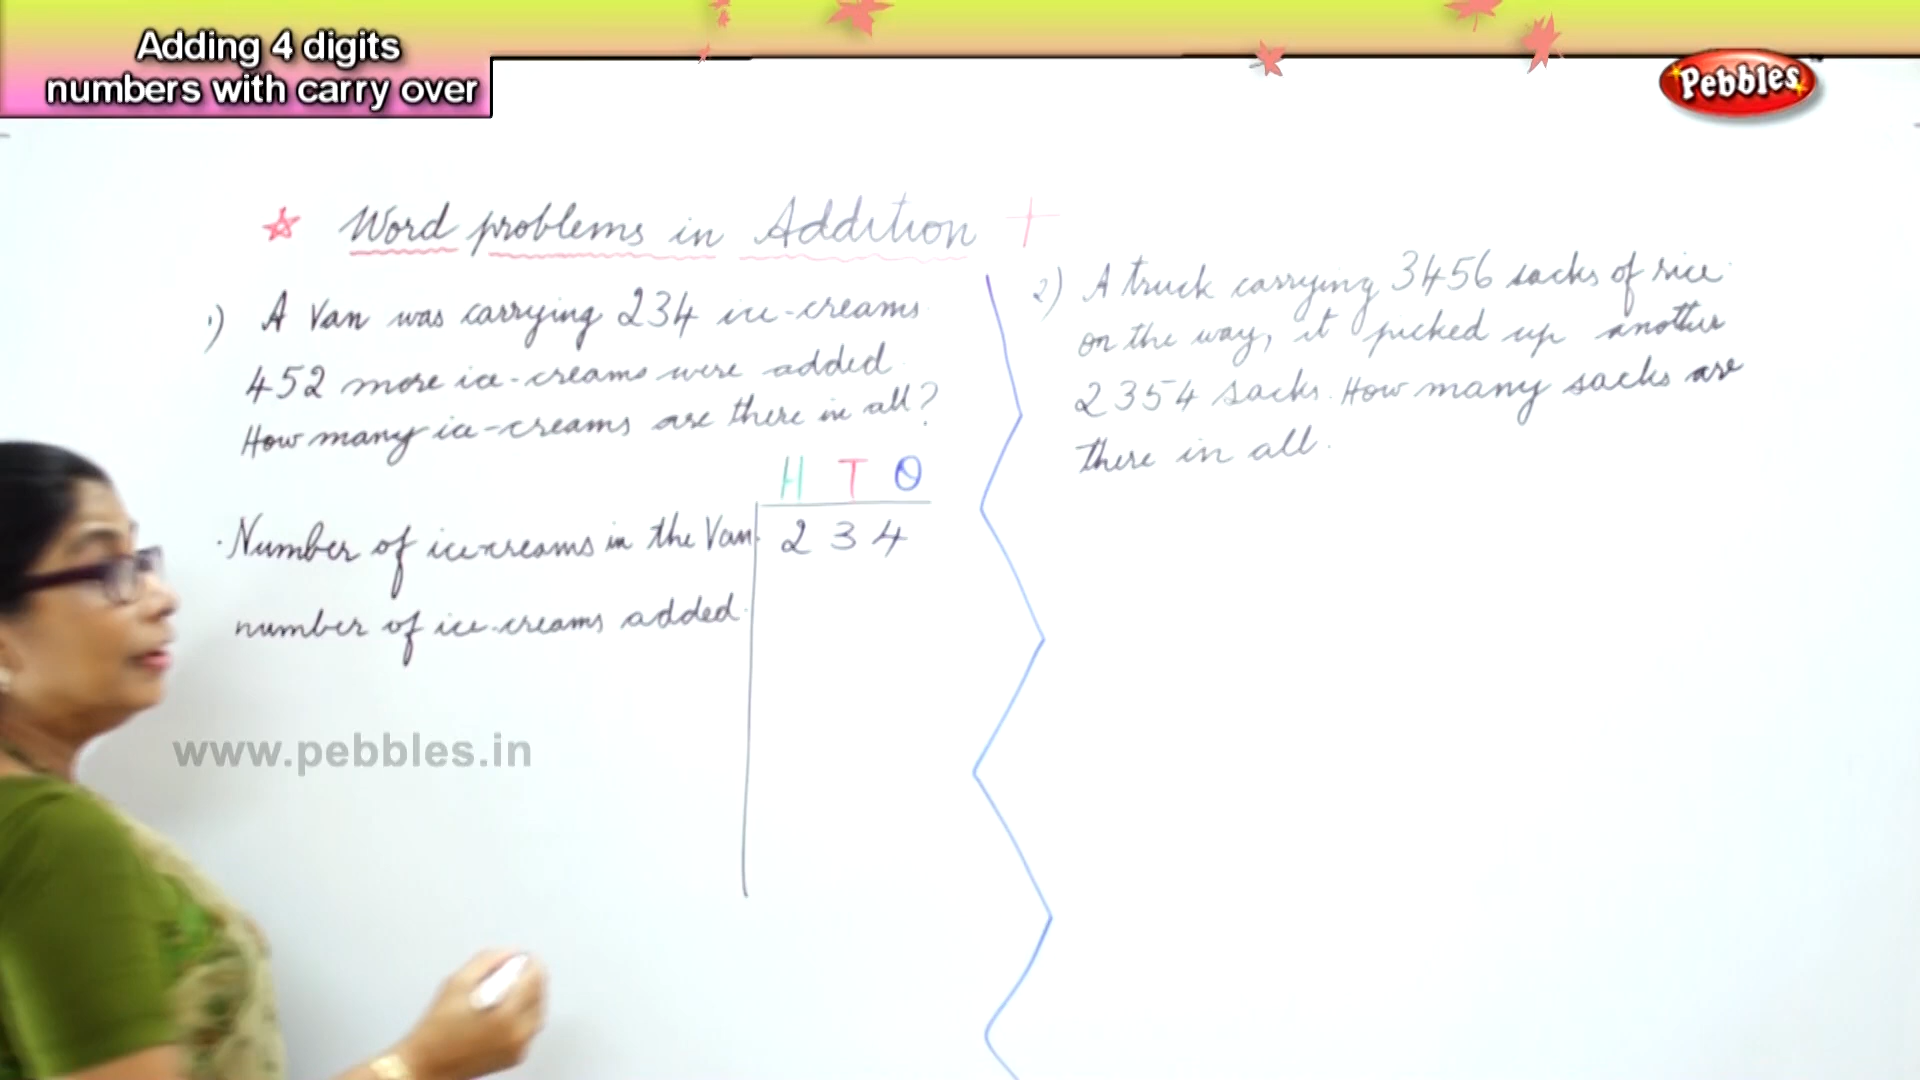 Adding 4 digits
numbers with carry over
Pebbles
Word problems in Addition +
1) A Van was carrying 234 ice-creams
452 more ice-creams were added.
How many ice-creams are there in all?
H T O
Number of ice-creams in the Van 234
number of ice-creams added
2) A truck carrying 3456 sacks of rice
on the way, it picked up another
2354 sacks. How many sacks are
there in all.
www.pebbles.in